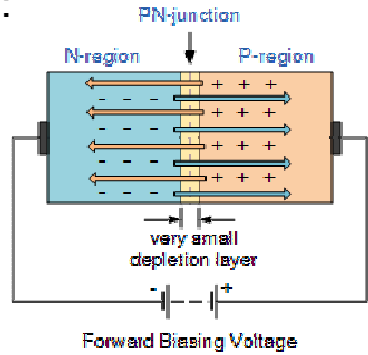 PN-junction
N-region P-region
+ + +
- - -
+ + +
- - -
+ + +
- - -
+ + +
- - -
very small
depletion layer
- +
Forward Biasing Voltage